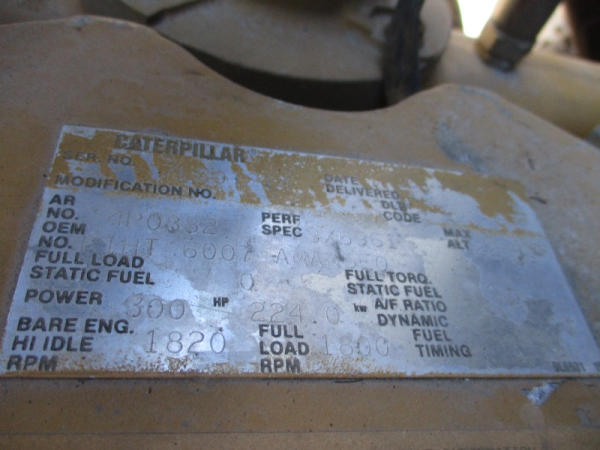 CATERPILLAR
SER. NO.
DATE DELIVERED
MODIFICATION NO.
DLR CODE
AR NO. 4P0332
PERF SPEC
MAX ALT
OEM NO.
FULL LOAD STATIC FUEL
FULL TORQ. STATIC FUEL
POWER 300 HP 224.0 kW
A/F RATIO DYNAMIC
BARE ENG. HI IDLE RPM 1820
FULL LOAD RPM 1800
FUEL TIMING